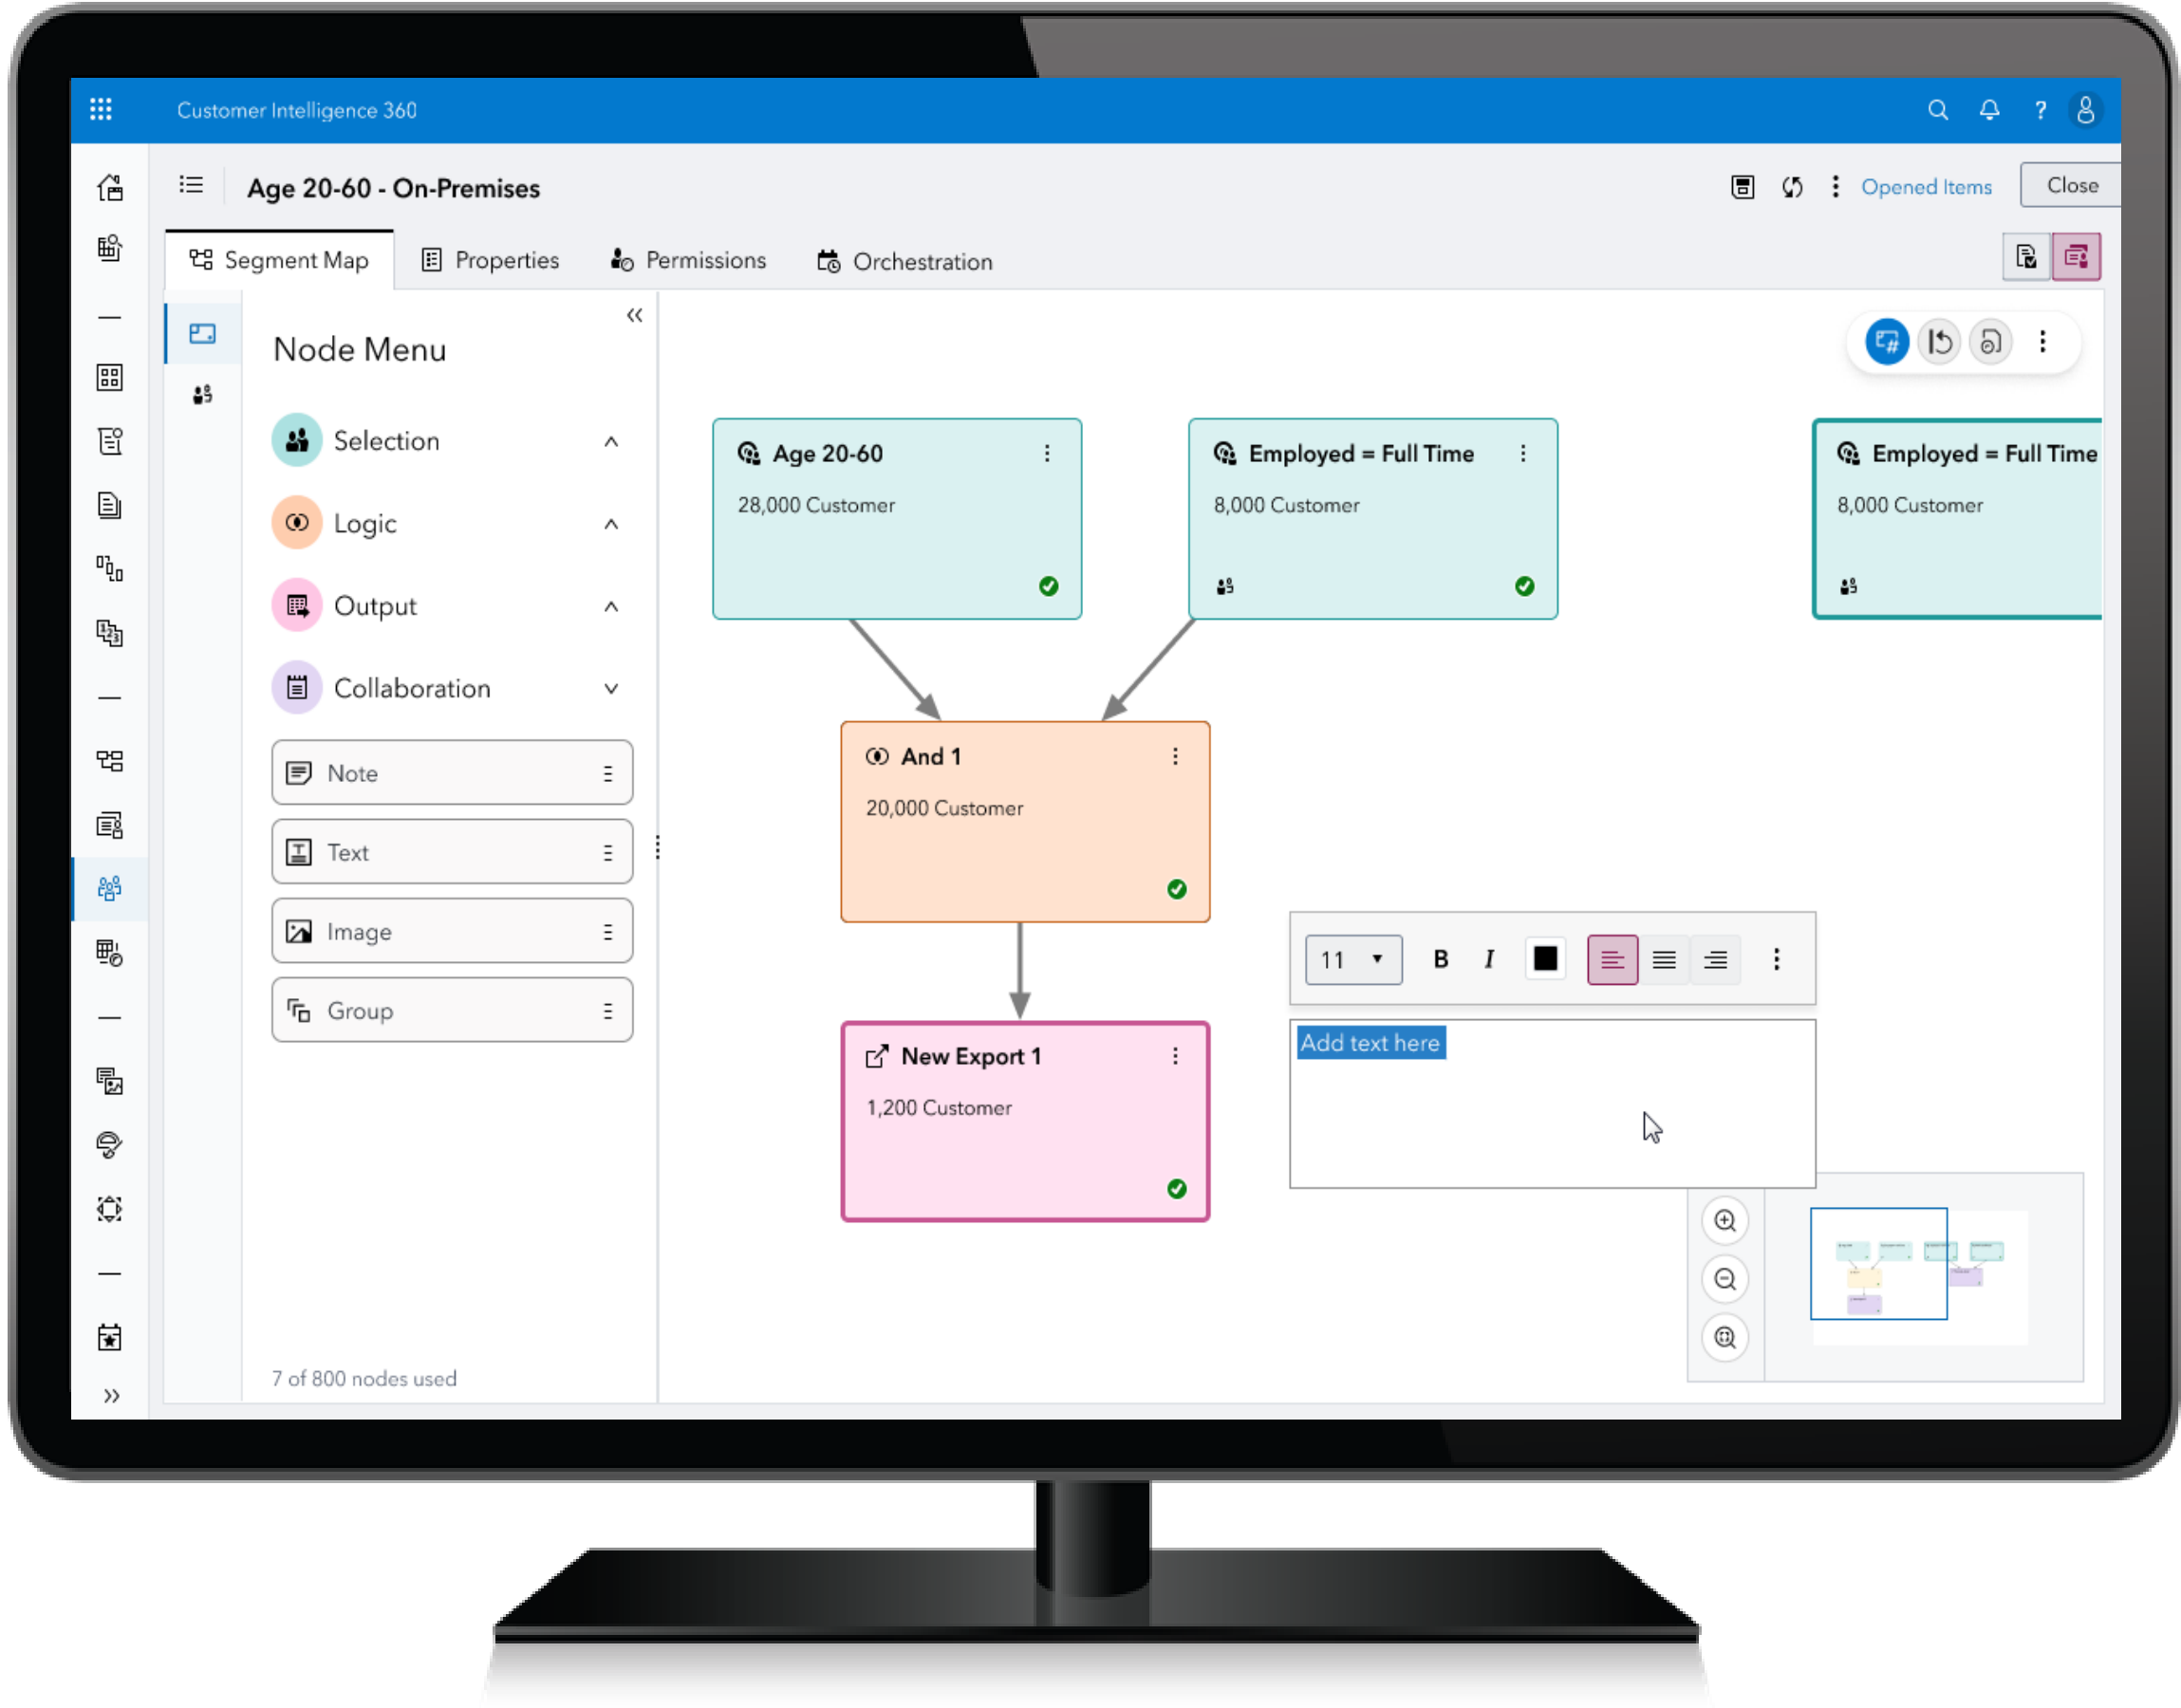 Customer Intelligence 360
?
Age 20-60 - On-Premises
Opened Items
Close
Segment Map
Properties
Permissions
Orchestration
Node Menu
Selection
Logic
Output
Collaboration
Note
Text
Image
Group
7 of 800 nodes used
Age 20-60
28,000 Customer
Employed = Full Time
8,000 Customer
Employed = Full Time
8,000 Customer
And 1
20,000 Customer
New Export 1
1,200 Customer
11
B
I
Add text here